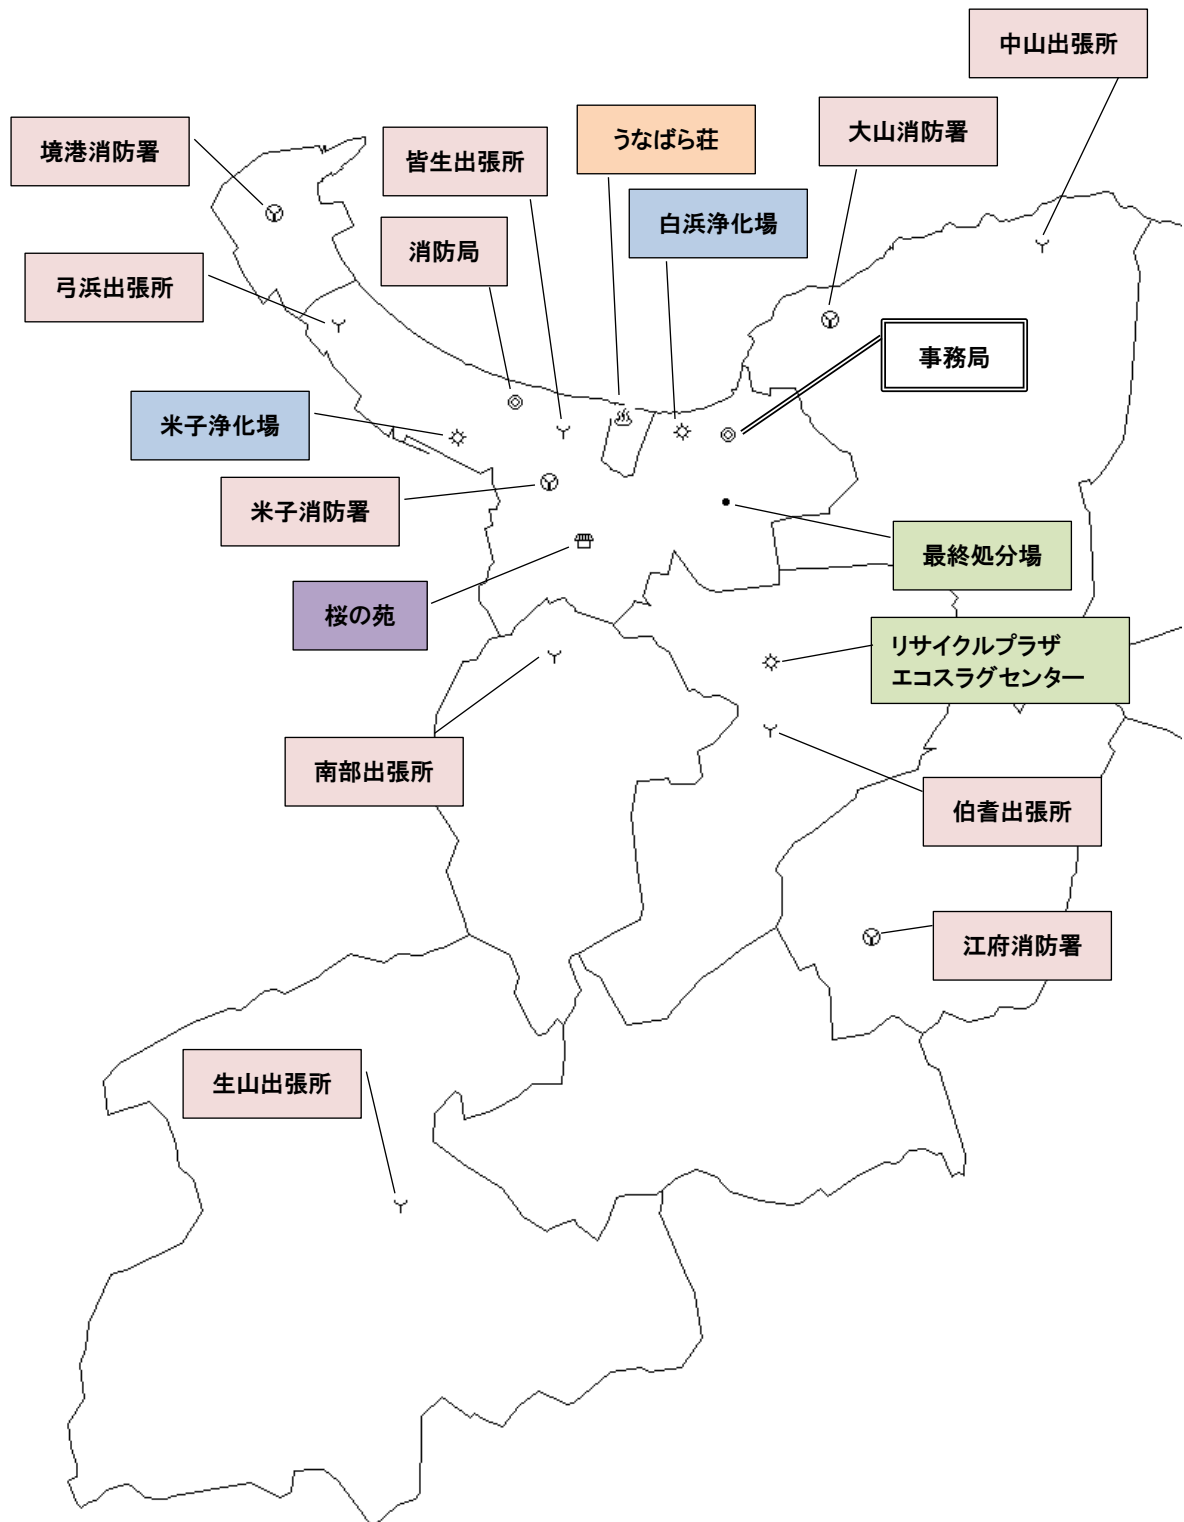 中山出張所
大山消防署
うなばら荘
境港消防署
皆生出張所
白浜浄化場
消防局
弓浜出張所
事務局
米子浄化場
米子消防署
最終処分場
桜の苑
リサイクルプラザ
エコスラグセンター
南部出張所
伯耆出張所
江府消防署
生山出張所